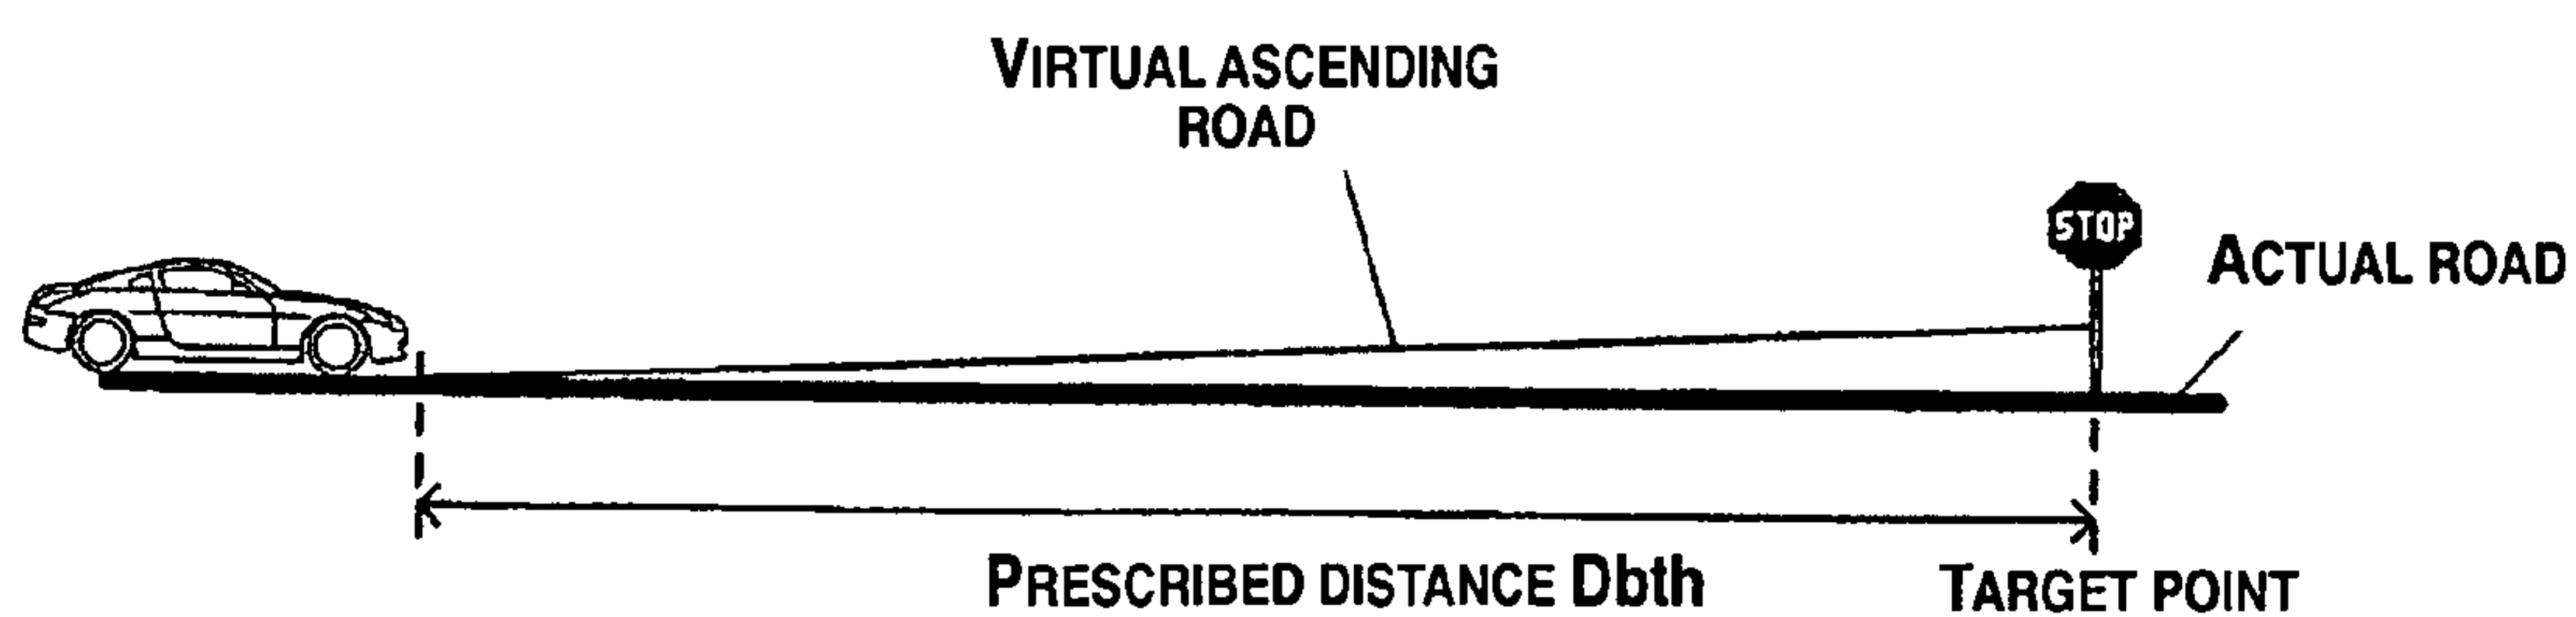 VIRTUAL ASCENDING
ROAD
STOP
ACTUAL ROAD
PRESCRIBED DISTANCE Dbth
TARGET POINT